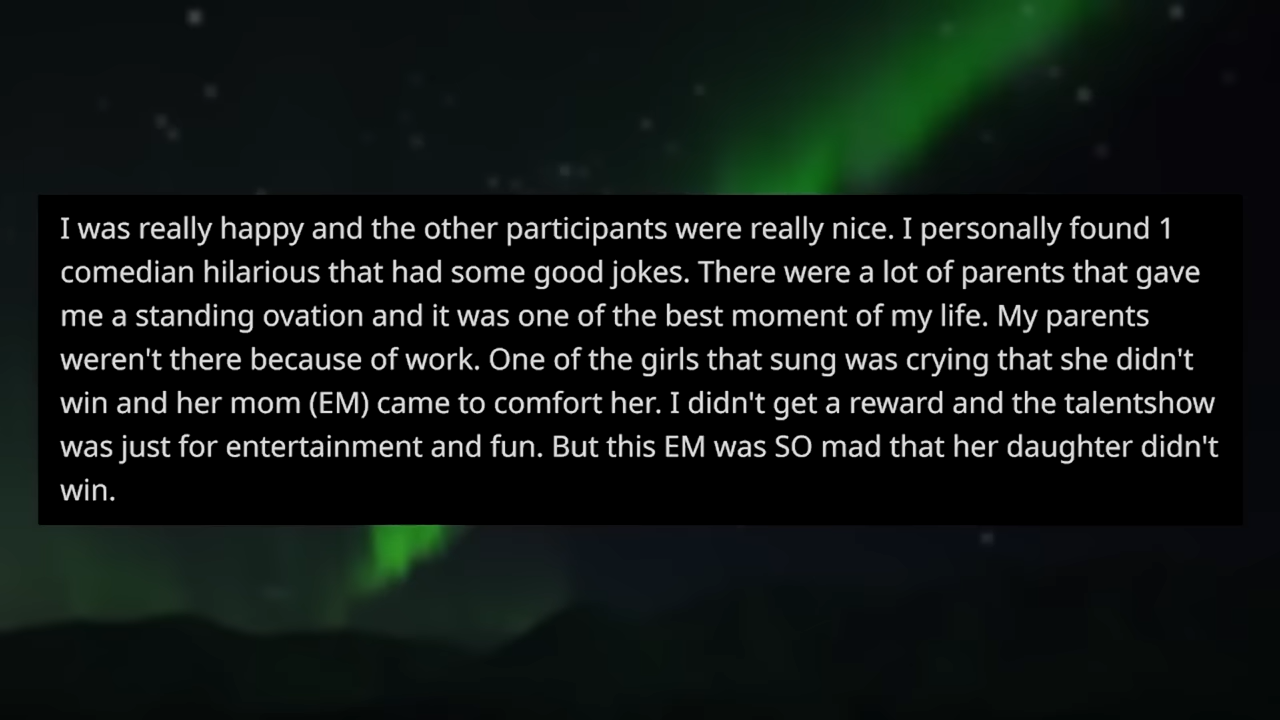 I was really happy and the other participants were really nice. I personally found 1
comedian hilarious that had some good jokes. There were a lot of parents that gave
me a standing ovation and it was one of the best moment of my life. My parents
weren't there because of work. One of the girls that sung was crying that she didn't
win and her mom (EM) came to comfort her. I didn't get a reward and the talentshow
was just for entertainment and fun. But this EM was SO mad that her daughter didn't
win.